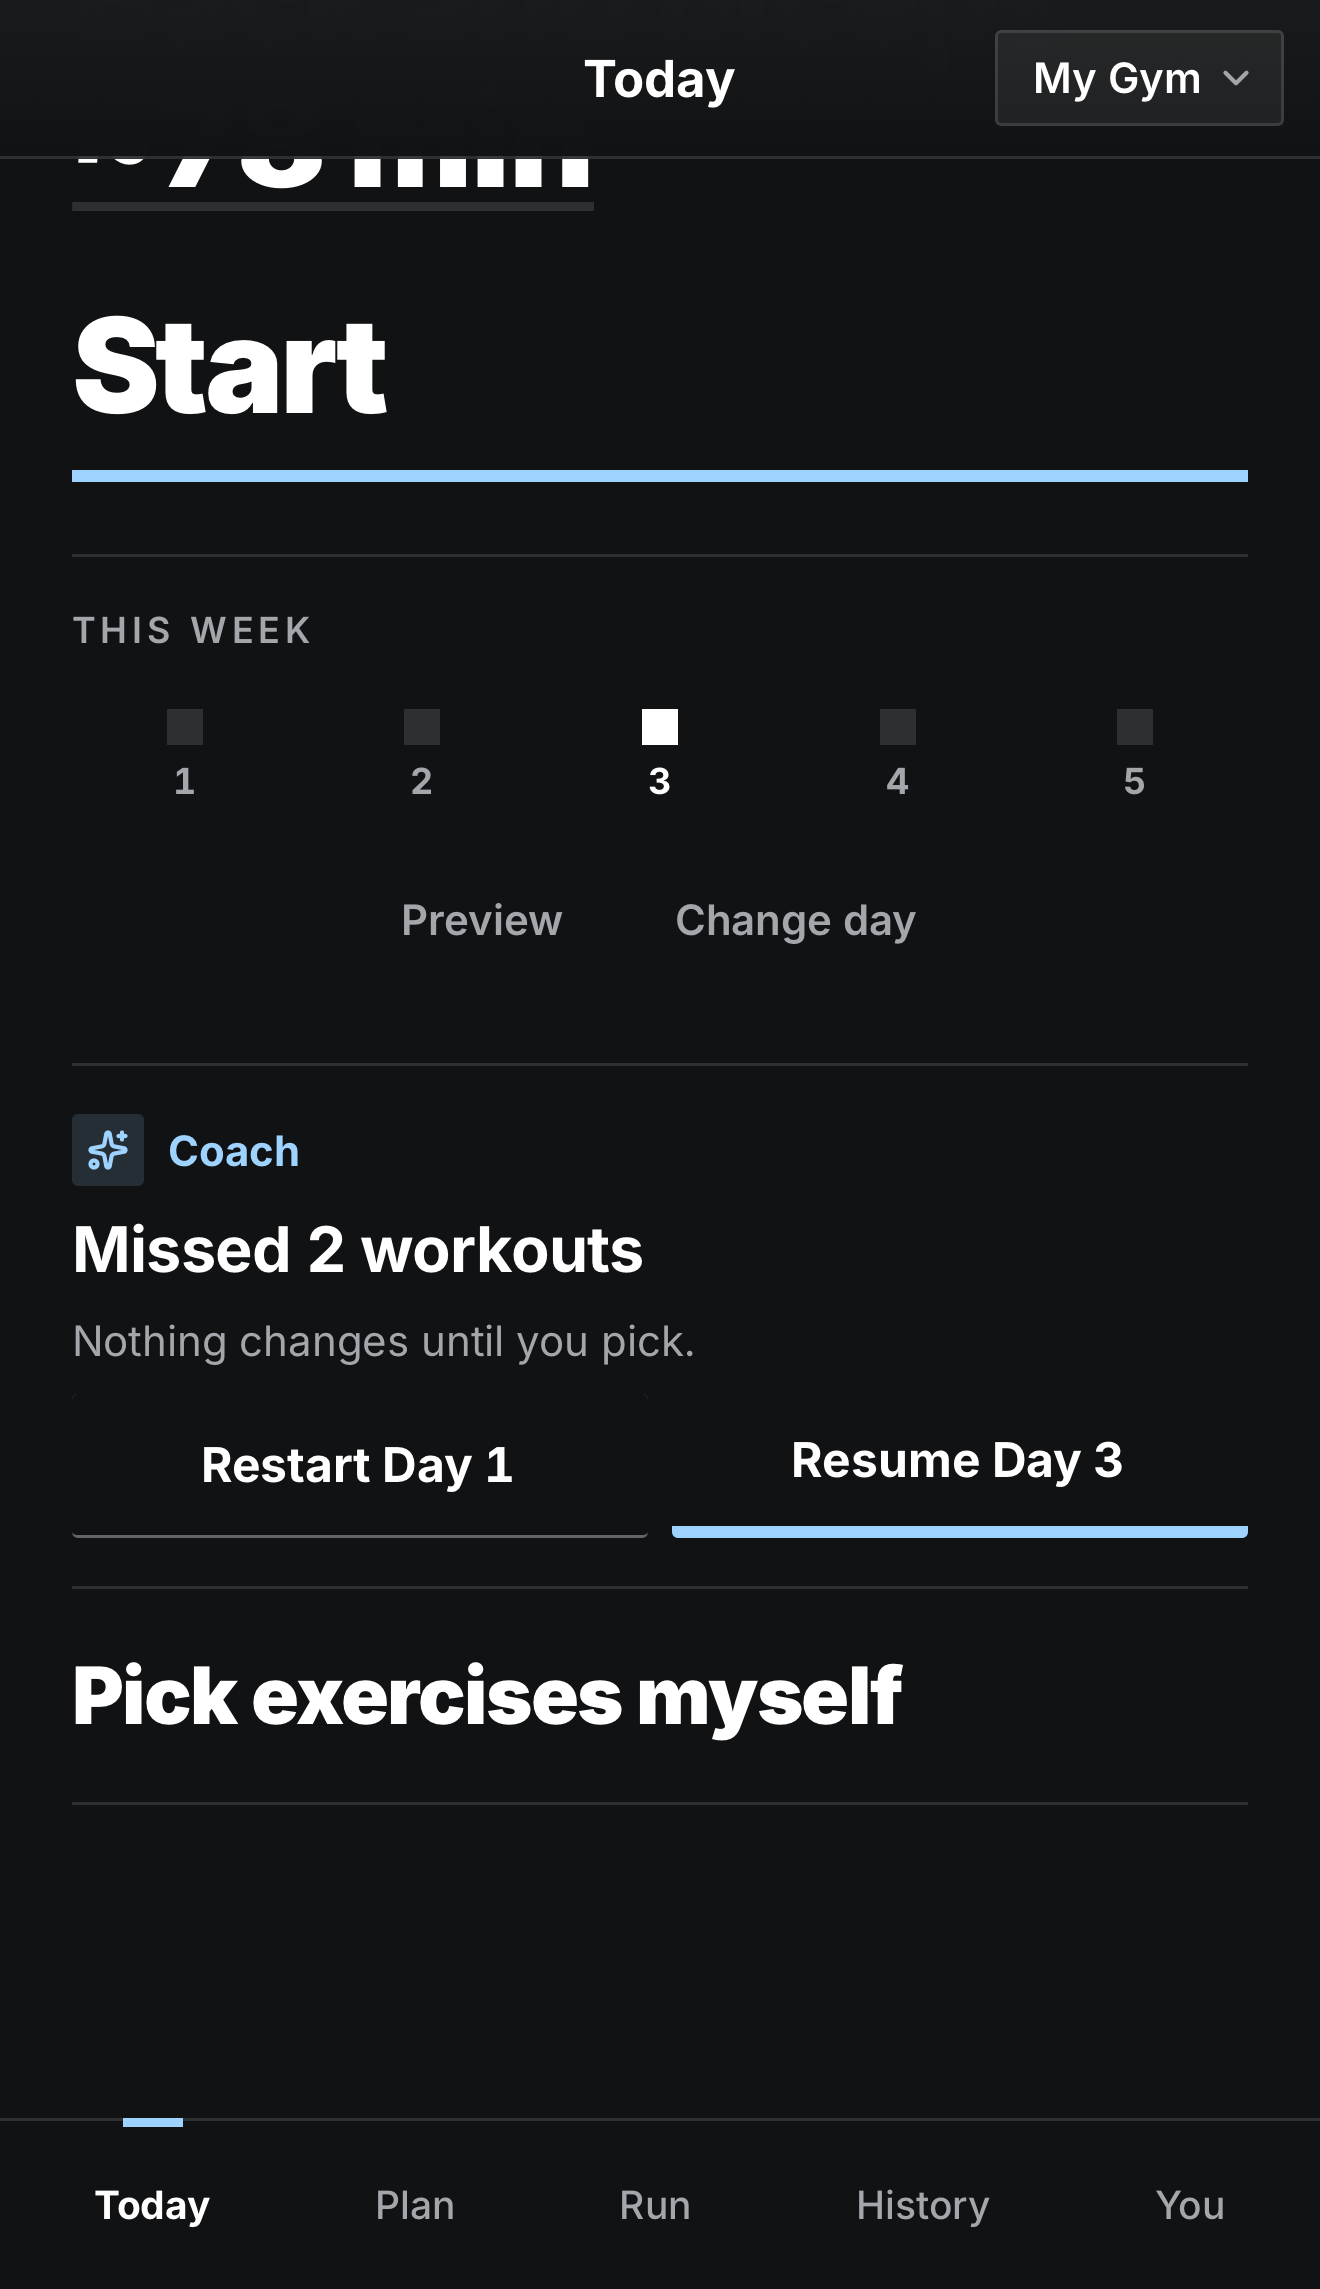 Today
My Gym
min
Start
THIS WEEK
1 2 3 4 5
Preview Change day
Coach
Missed 2 workouts
Nothing changes until you pick.
Restart Day 1
Resume Day 3
Pick exercises myself
Today Plan Run History You